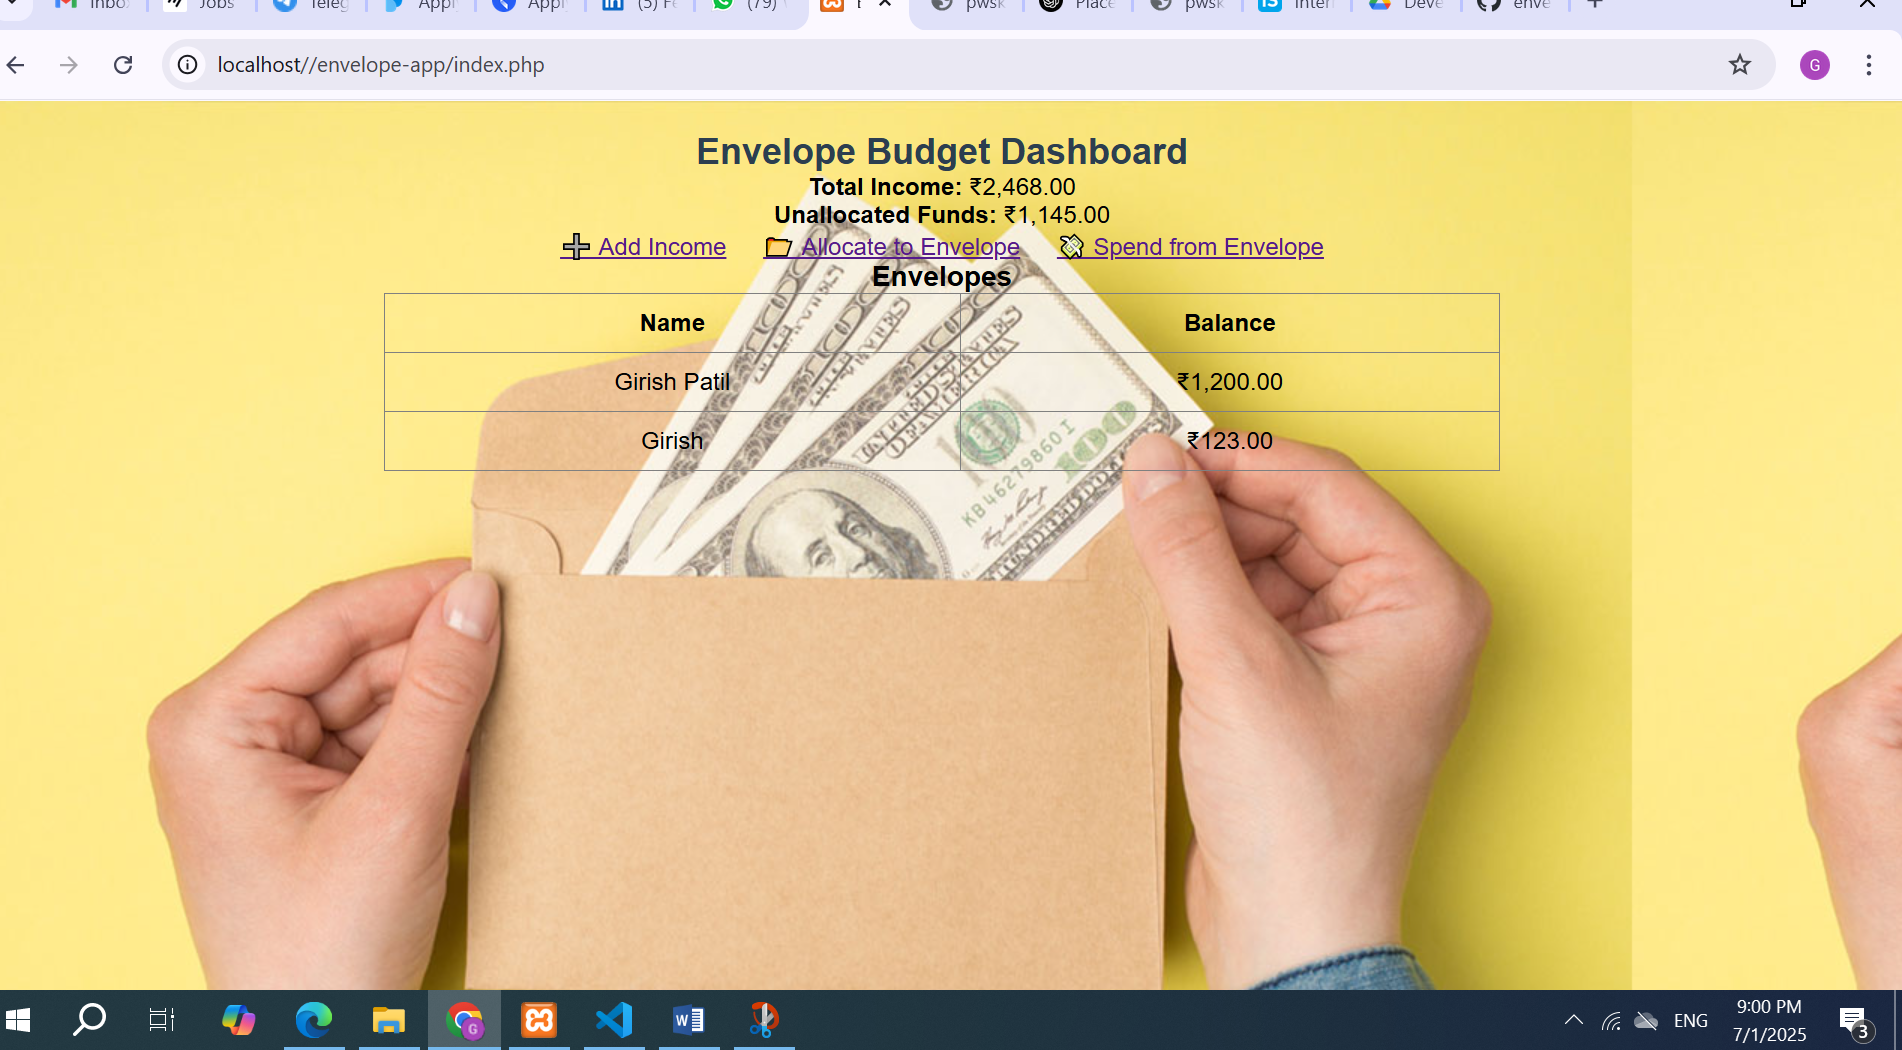 Inbo
Jobs
Teleg
Appl
Appl
(5) Fe
(79)
pwsk
Place
pwsk
Inter
Deve
enve
localhost//envelope-app/index.php
G
Envelope Budget Dashboard
Total Income: ₹2,468.00
Unallocated Funds: ₹1,145.00
Add Income Allocate to Envelope Spend from Envelope
Envelopes
Name Balance
Girish Patil ₹1,200.00
Girish ₹123.00
100
KB46279860I
ENG
9:00 PM
7/1/2025
3